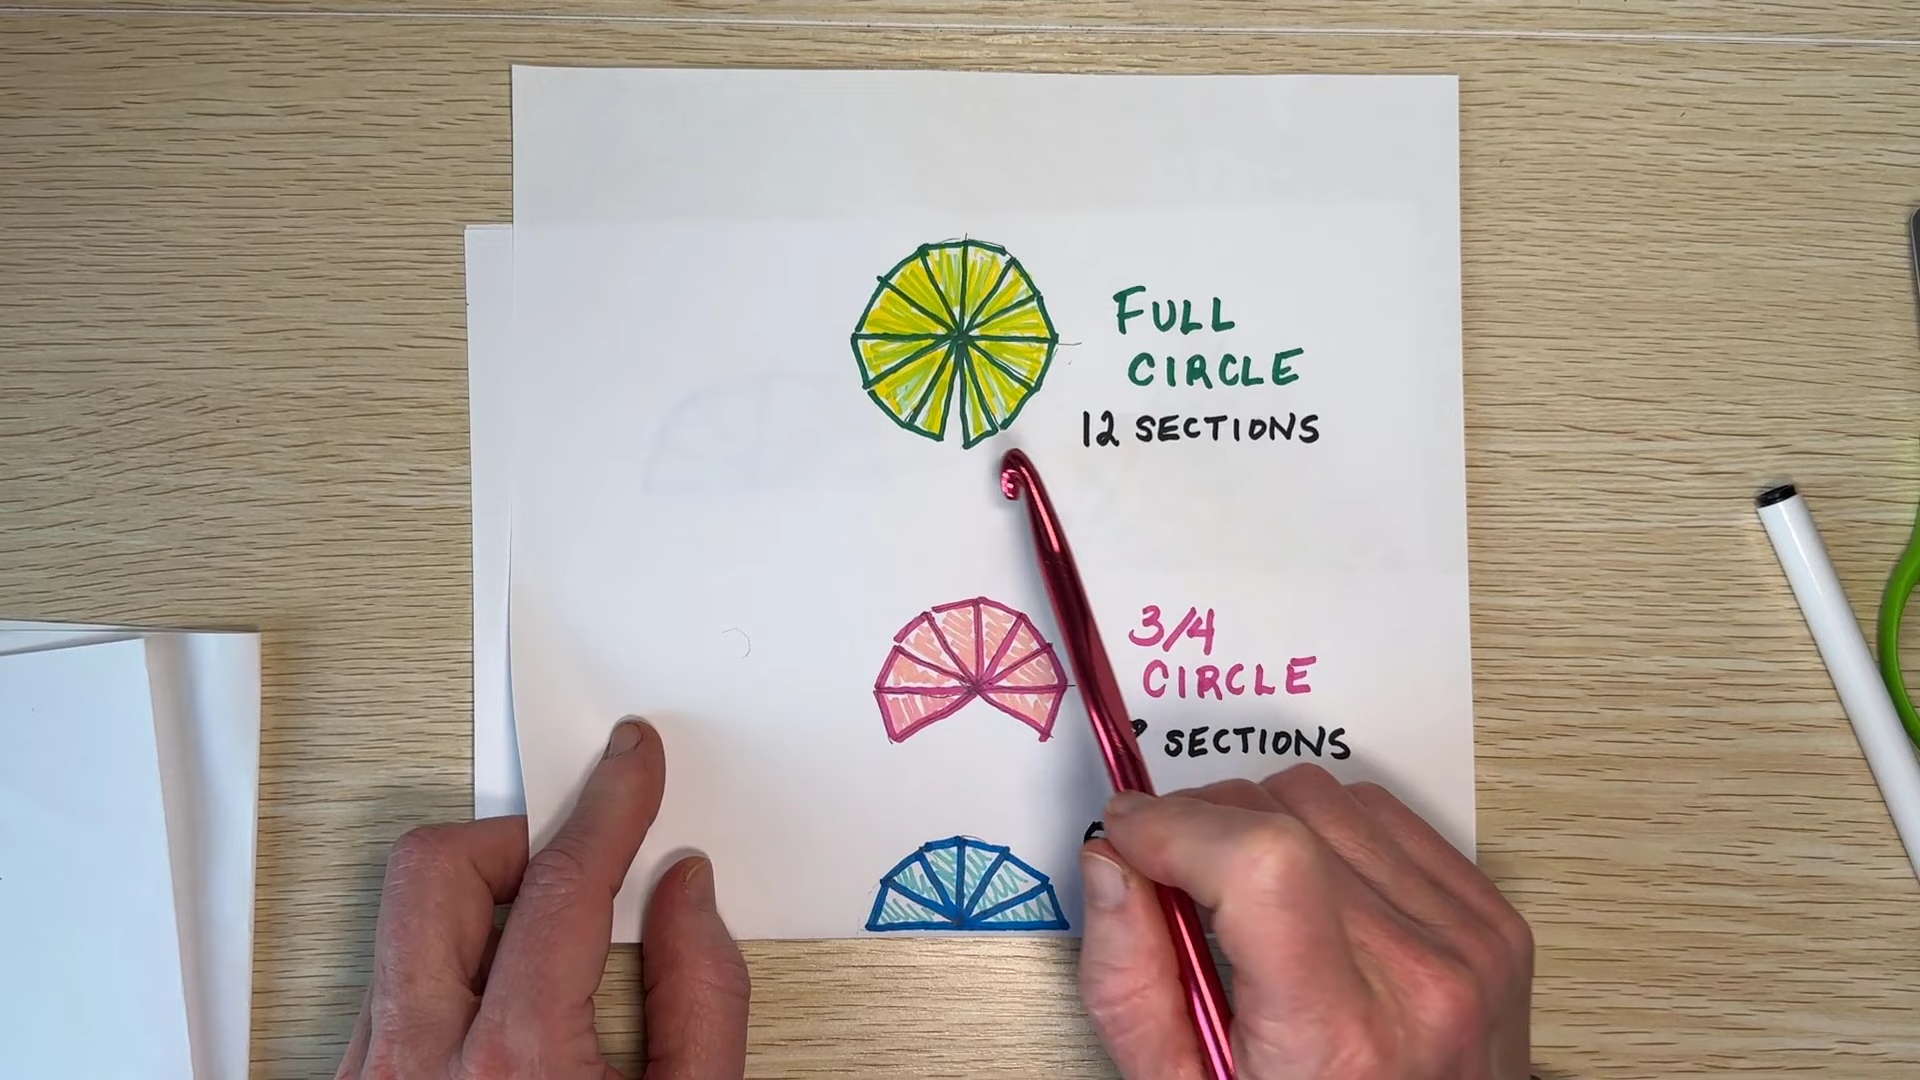 FULL
CIRCLE
12 SECTIONS
3/4
CIRCLE
SECTIONS